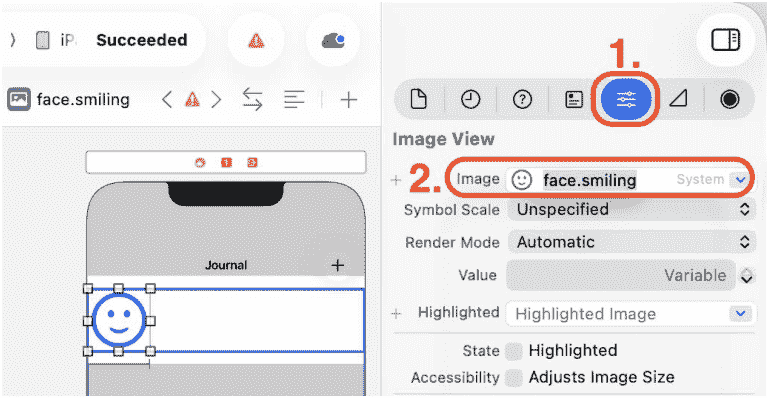 iP. Succeeded
face.smiling
Journal
1.
Image View
2. Image face.smiling System
Symbol Scale Unspecified
Render Mode Automatic
Value Variable
Highlighted Highlighted Image
State Highlighted
Accessibility Adjusts Image Size